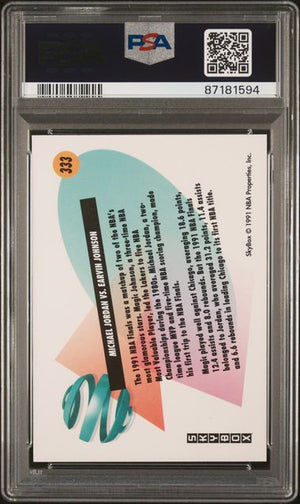 PSA
87181594
333
MICHAEL JORDAN VS. EARVIN JOHNSON
The 1991 NBA Finals was a matchup of two of the NBA's
most glamorous stars. Magic Johnson, a three-time NBA
Most Valuable Player, led the Lakers to five NBA
Championships during the 1980s. Michael Jordan, a two-
time league MVP and five-time NBA scoring champion, made
his first trip to the NBA Finals.
Magic played well against Chicago, averaging 18.6 points,
12.4 assists and 8.0 rebounds. But the 1991 NBA Finals
belonged to Jordan, who averaged 31.2 points, 11.4 assists
and 6.6 rebounds in leading Chicago to its first NBA title.
SKYBOX
SkyBox © 1991 NBA Properties, Inc.